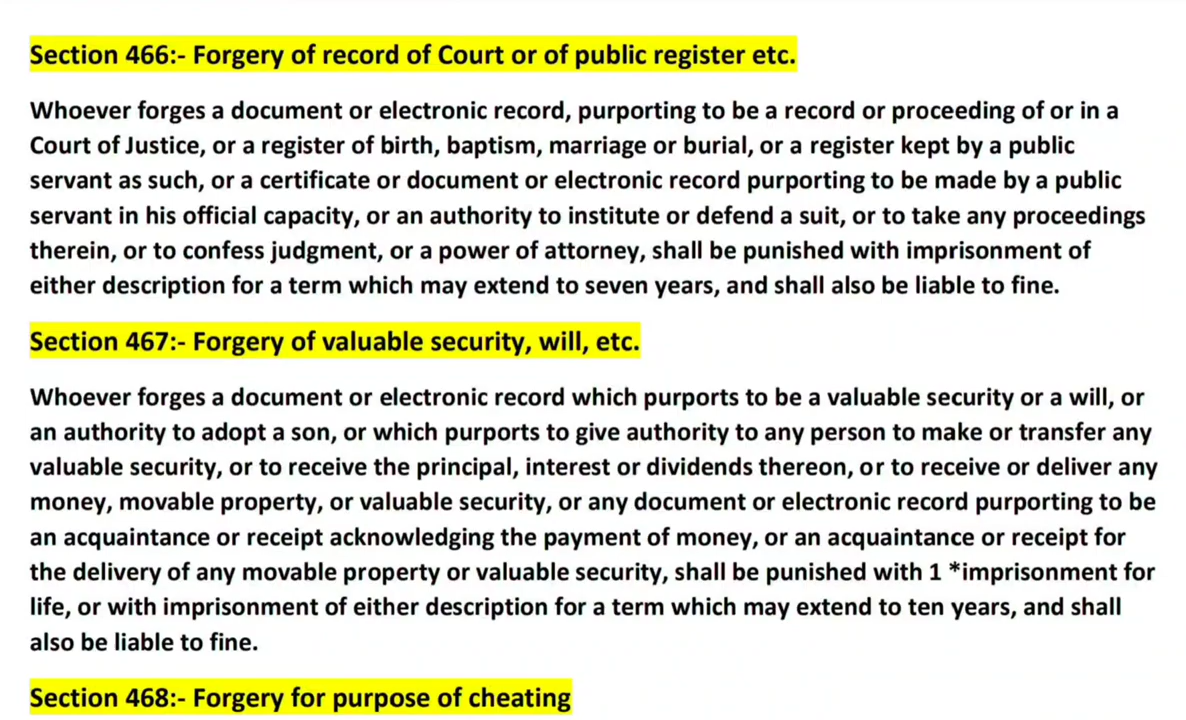 Section 466:- Forgery of record of Court or of public register etc.
Whoever forges a document or electronic record, purporting to be a record or proceeding of or in a
Court of Justice, or a register of birth, baptism, marriage or burial, or a register kept by a public
servant as such, or a certificate or document or electronic record purporting to be made by a public
servant in his official capacity, or an authority to institute or defend a suit, or to take any proceedings
therein, or to confess judgment, or a power of attorney, shall be punished with imprisonment of
either description for a term which may extend to seven years, and shall also be liable to fine.
Section 467:- Forgery of valuable security, will, etc.
Whoever forges a document or electronic record which purports to be a valuable security or a will, or
an authority to adopt a son, or which purports to give authority to any person to make or transfer any
valuable security, or to receive the principal, interest or dividends thereon, or to receive or deliver any
money, movable property, or valuable security, or any document or electronic record purporting to be
an acquaintance or receipt acknowledging the payment of money, or an acquaintance or receipt for
the delivery of any movable property or valuable security, shall be punished with 1 *imprisonment for
life, or with imprisonment of either description for a term which may extend to ten years, and shall
also be liable to fine.
Section 468:- Forgery for purpose of cheating